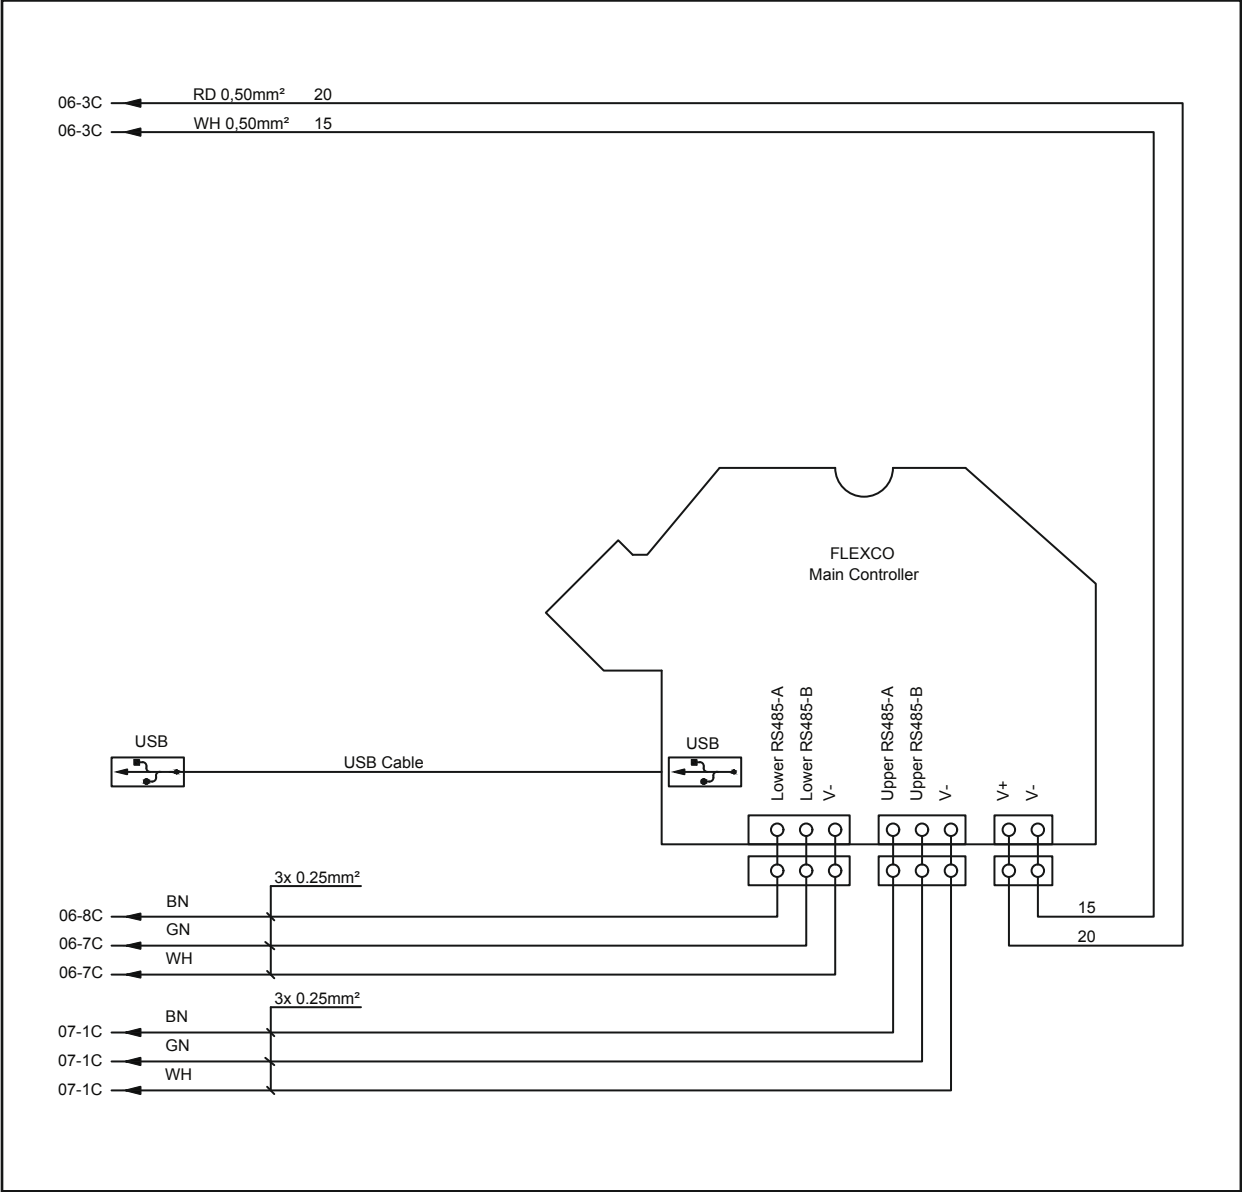 06-3C RD 0,50mm² 20
06-3C WH 0,50mm² 15
FLEXCO
Main Controller
Lower RS485-A
Lower RS485-B
V-
Upper RS485-A
Upper RS485-B
V-
V+
V-
USB
USB Cable
USB
3x 0.25mm²
06-8C BN
06-7C GN
06-7C WH
15
20
3x 0.25mm²
07-1C BN
07-1C GN
07-1C WH